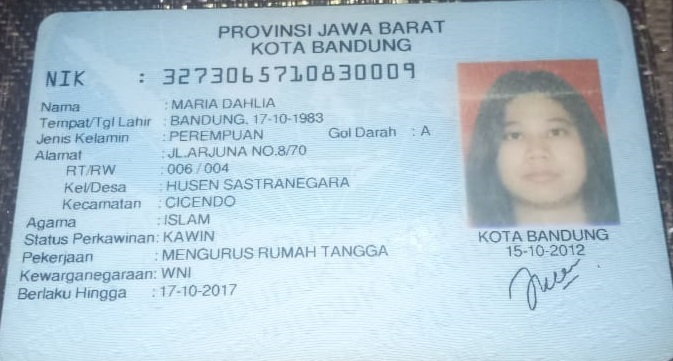 PROVINSI JAWA BARAT
KOTA BANDUNG
NIK : 3273065710830009
Nama : MARIA DAHLIA
Tempat/Tgl Lahir : BANDUNG, 17-10-1983
Jenis Kelamin : PEREMPUAN Gol Darah : A
Alamat : JL.ARJUNA NO.8/70
RT/RW : 006 / 004
Kel/Desa : HUSEN SASTRANEGARA
Kecamatan : CICENDO
Agama : ISLAM
Status Perkawinan: KAWIN
Pekerjaan : MENGURUS RUMAH TANGGA
Kewarganegaraan: WNI
Berlaku Hingga : 17-10-2017
KOTA BANDUNG
15-10-2012